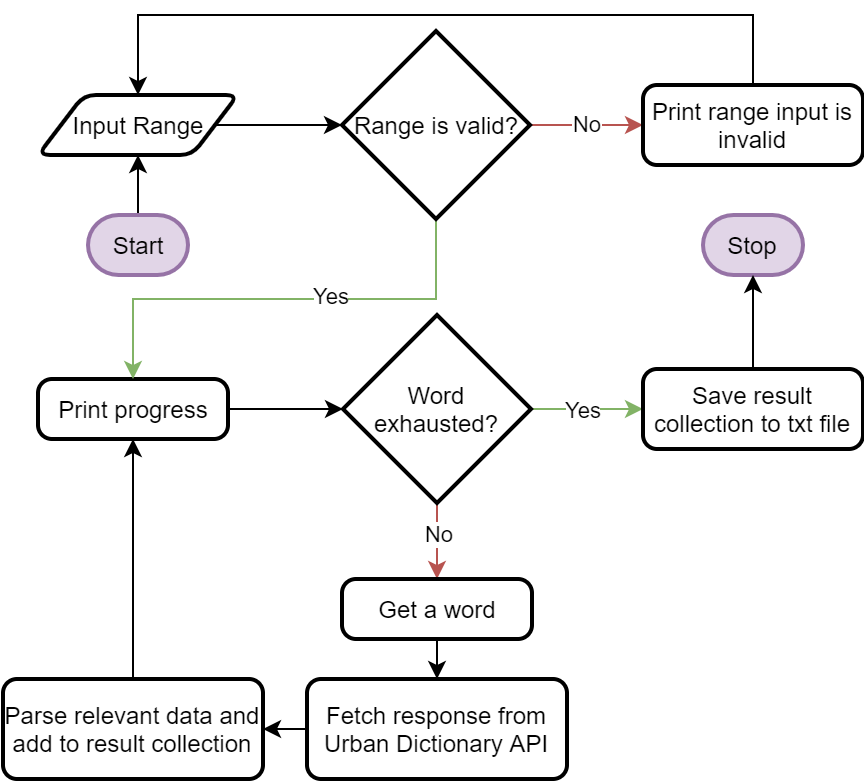 Input Range
Range is valid?
No
Print range input is
invalid
Start
Stop
Yes
Print progress
Word
exhausted?
Yes
Save result
collection to txt file
No
Get a word
Parse relevant data and
add to result collection
Fetch response from
Urban Dictionary API